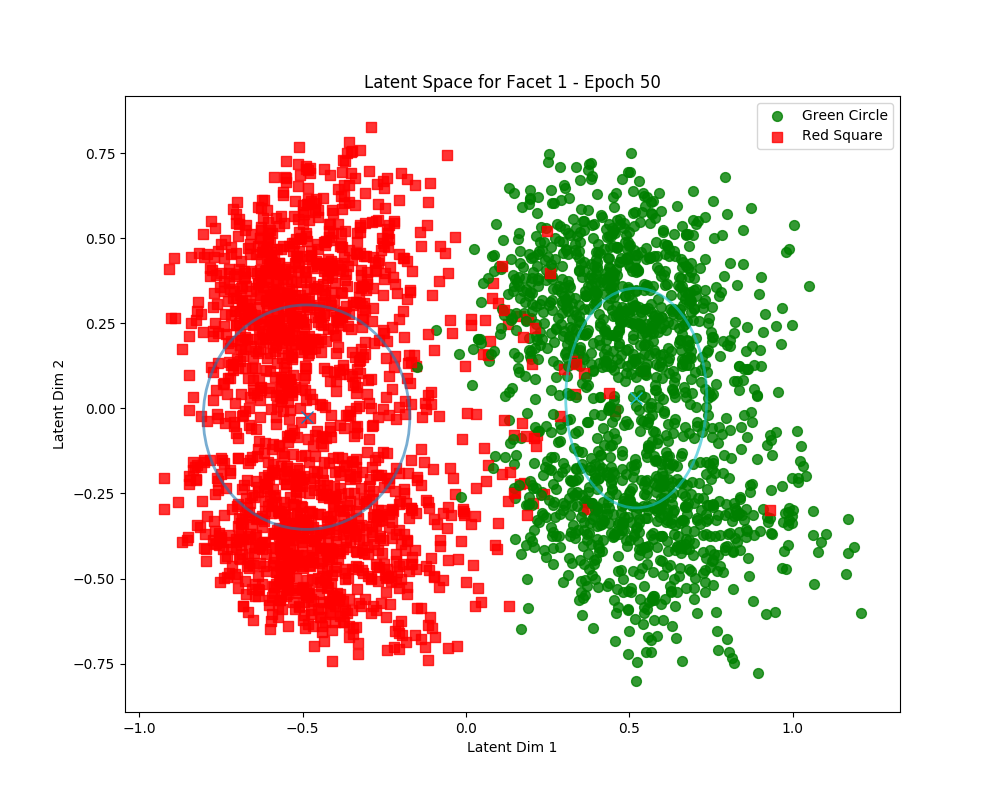 Latent Space for Facet 1 - Epoch 50
Green Circle
Red Square
0.75
0.50
0.25
0.00
−0.25
−0.50
−0.75
Latent Dim 2
−1.0
−0.5
0.0
0.5
1.0
Latent Dim 1